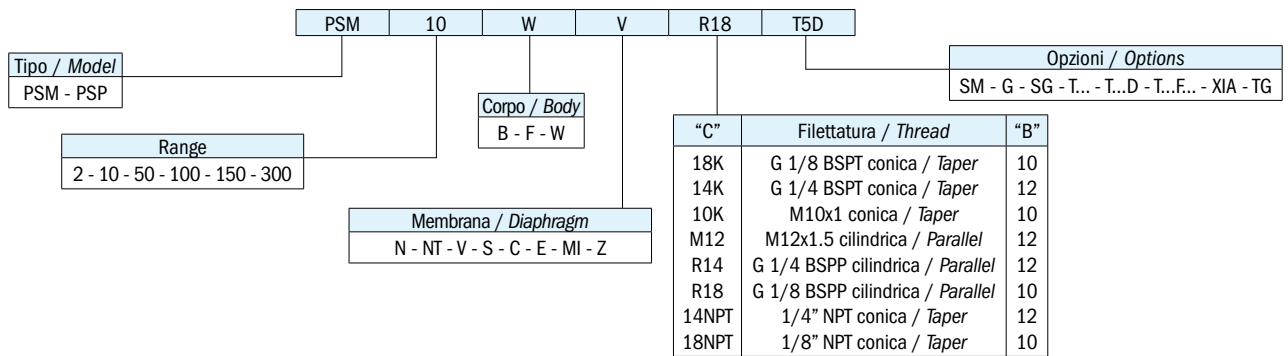 PSM 10 W V R18 T5D
Tipo / Model
PSM - PSP
Opzioni / Options
SM - G - SG - T... - T...D - T...F... - XIA - TG
Corpo / Body
B - F - W
Range
2 - 10 - 50 - 100 - 150 - 300
Membrana / Diaphragm
N - NT - V - S - C - E - MI - Z
“C” Filettatura / Thread “B”
18K G 1/8 BSPT conica / Taper 10
14K G 1/4 BSPT conica / Taper 12
10K M10x1 conica / Taper 10
M12 M12x1.5 cilindrica / Parallel 12
R14 G 1/4 BSPP cilindrica / Parallel 12
R18 G 1/8 BSPP cilindrica / Parallel 10
14NPT 1/4” NPT conica / Taper 12
18NPT 1/8” NPT conica / Taper 10